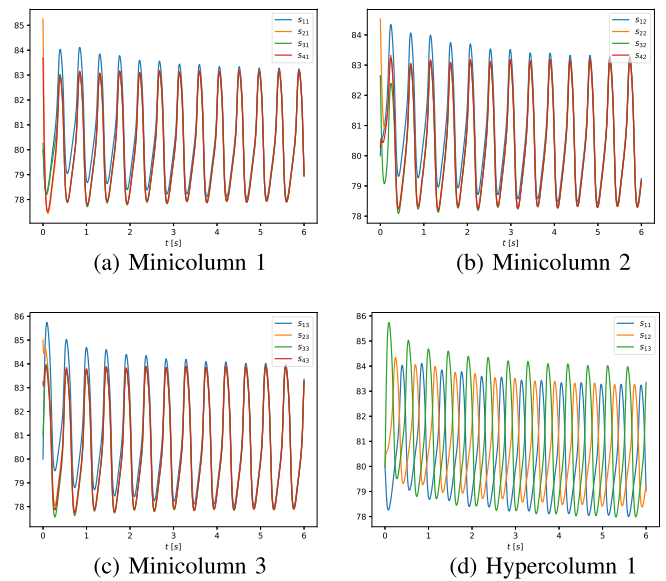 85
84
83
82
81
80
79
78
0 1 2 3 4 5 6
t [s]
s11
s21
s31
s41
(a) Minicolumn 1
84
83
82
81
80
79
78
0 1 2 3 4 5 6
t [s]
s12
s22
s32
s42
(b) Minicolumn 2
86
85
84
83
82
81
80
79
78
0 1 2 3 4 5 6
t [s]
s13
s23
s33
s43
(c) Minicolumn 3
86
85
84
83
82
81
80
79
78
0 1 2 3 4 5 6
t [s]
s11
s12
s13
(d) Hypercolumn 1